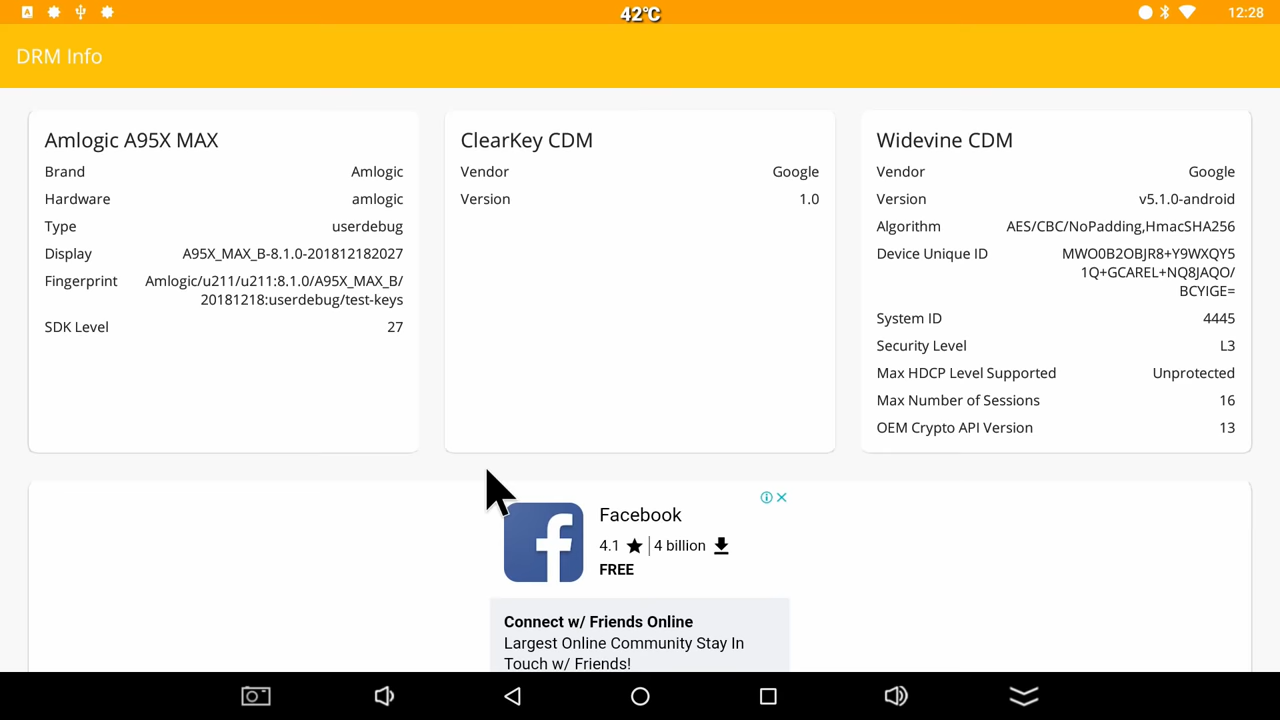 42℃
12:28
DRM Info
Amlogic A95X MAX
Brand Amlogic
Hardware amlogic
Type userdebug
Display A95X_MAX_B-8.1.0-201812182027
Fingerprint Amlogic/u211/u211:8.1.0/A95X_MAX_B/
20181218:userdebug/test-keys
SDK Level 27
ClearKey CDM
Vendor Google
Version 1.0
Widevine CDM
Vendor Google
Version v5.1.0-android
Algorithm AES/CBC/NoPadding,HmacSHA256
Device Unique ID MWO0B2OBJR8+Y9WXQY5
1Q+GCAREL+NQ8JAQO/
BCYIGE=
System ID 4445
Security Level L3
Max HDCP Level Supported Unprotected
Max Number of Sessions 16
OEM Crypto API Version 13
Facebook
4.1 ★ | 4 billion
FREE
Connect w/ Friends Online
Largest Online Community Stay In
Touch w/ Friends!